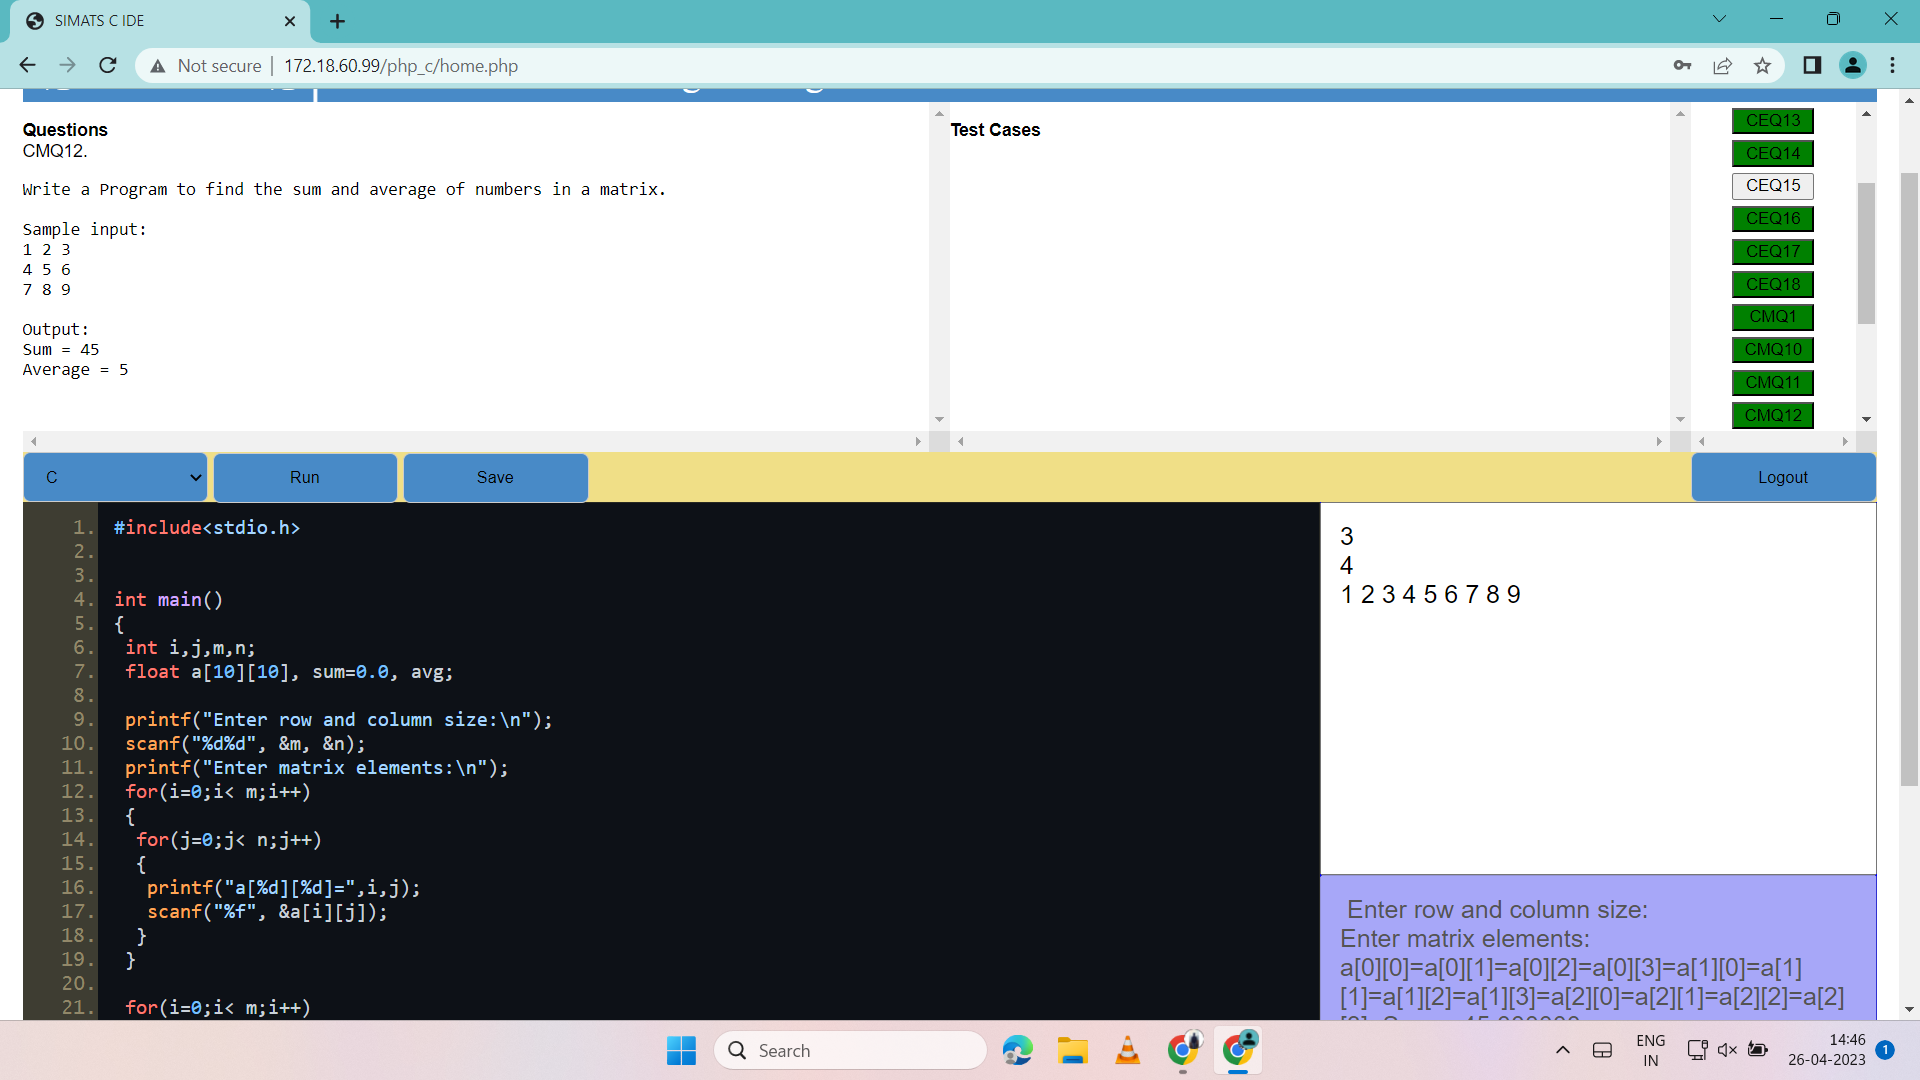 SIMATS C IDE
Not secure | 172.18.60.99/php_c/home.php
Questions
CMQ12.
Write a Program to find the sum and average of numbers in a matrix.
Sample input:
1 2 3
4 5 6
7 8 9
Output:
Sum = 45
Average = 5
Test Cases
CEQ13
CEQ14
CEQ15
CEQ16
CEQ17
CEQ18
CMQ1
CMQ10
CMQ11
CMQ12
C
Run
Save
Logout
1. #include<stdio.h>
2.
3.
4. int main()
5. {
6. int i,j,m,n;
7. float a[10][10], sum=0.0, avg;
8.
9. printf("Enter row and column size:\n");
10. scanf("%d%d", &m, &n);
11. printf("Enter matrix elements:\n");
12. for(i=0;i< m;i++)
13. {
14. for(j=0;j< n;j++)
15. {
16. printf("a[%d][%d]=",i,j);
17. scanf("%f", &a[i][j]);
18. }
19. }
20.
21. for(i=0;i< m;i++)
3
4
1 2 3 4 5 6 7 8 9
Enter row and column size:
Enter matrix elements:
a[0][0]=a[0][1]=a[0][2]=a[0][3]=a[1][0]=a[1]
[1]=a[1][2]=a[1][3]=a[2][0]=a[2][1]=a[2][2]=a[2]
Search
ENG
IN
14:46
26-04-2023
1